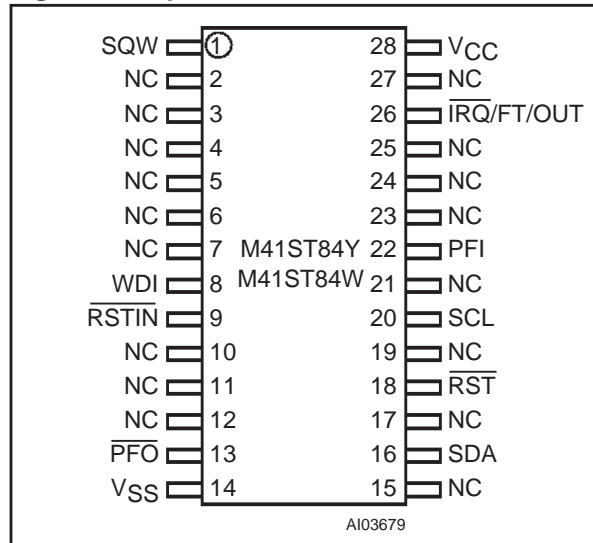 SQW 1 28 VCC
NC 2 27 NC
NC 3 26 IRQ/FT/OUT
NC 4 25 NC
NC 5 24 NC
NC 6 23 NC
NC 7 M41ST84Y 22 PFI
WDI 8 M41ST84W 21 NC
RSTIN 9 20 SCL
NC 10 19 NC
NC 11 18 RST
NC 12 17 NC
PFO 13 16 SDA
VSS 14 15 NC
AI03679